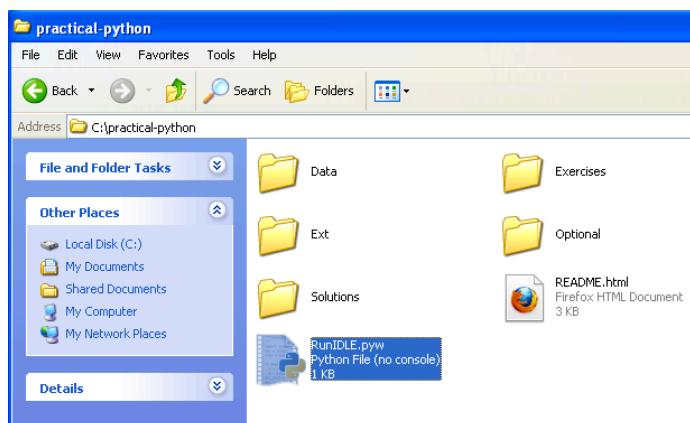 practical-python
File Edit View Favorites Tools Help
Back Search Folders
Address C:\practical-python
File and Folder Tasks
Other Places
Local Disk (C:)
My Documents
Shared Documents
My Computer
My Network Places
Details
Data
Exercises
Ext
Optional
Solutions
README.html
Firefox HTML Document
3 KB
RunIDLE.pyw
Python File (no console)
1 KB